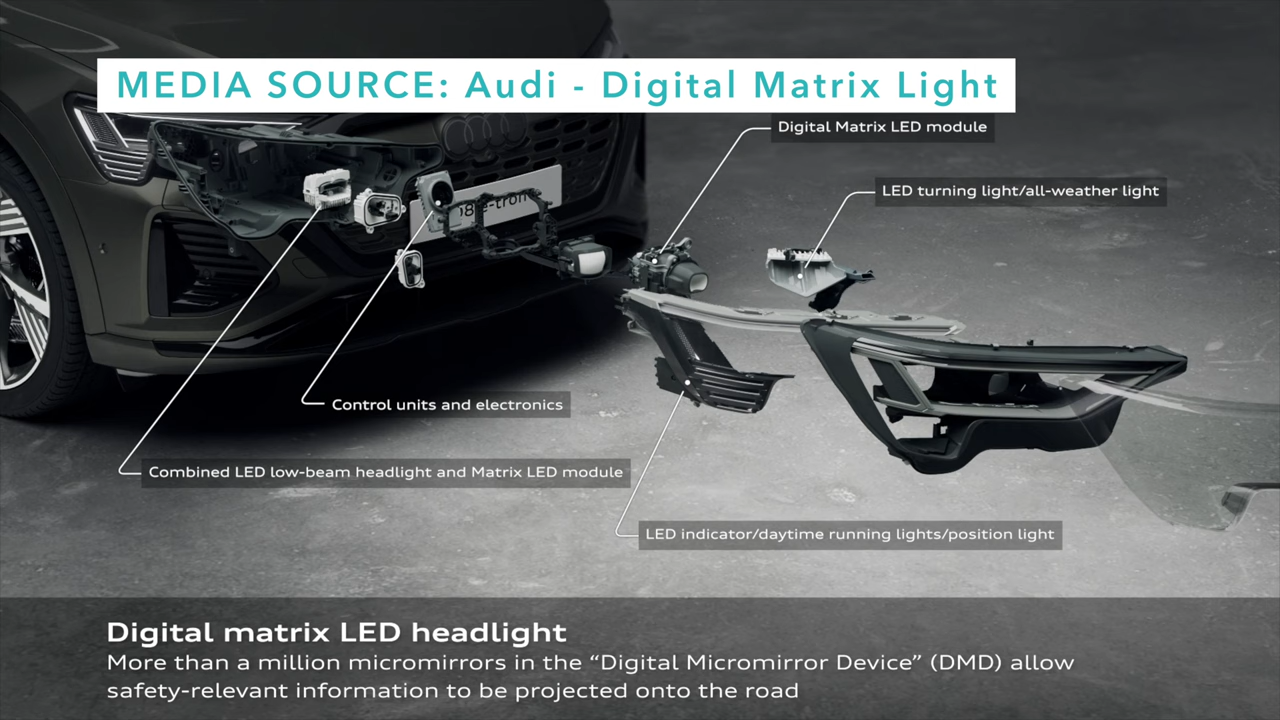 MEDIA SOURCE: Audi - Digital Matrix Light
Digital Matrix LED module
LED turning light/all-weather light
Control units and electronics
Combined LED low-beam headlight and Matrix LED module
LED indicator/daytime running lights/position light
Digital matrix LED headlight
More than a million micromirrors in the “Digital Micromirror Device” (DMD) allow
safety-relevant information to be projected onto the road